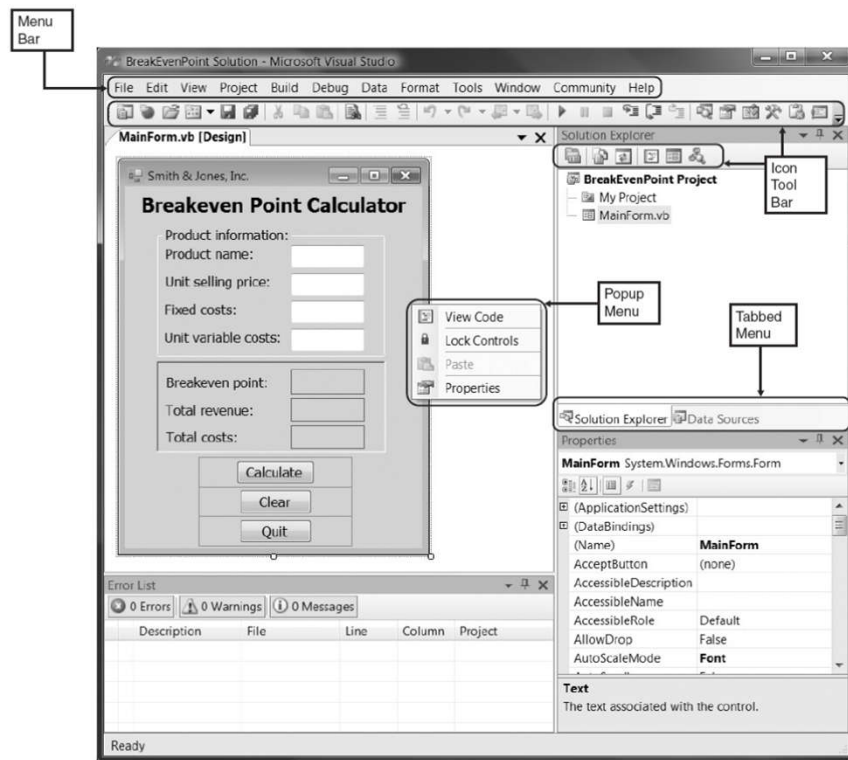 Menu
Bar
BreakEvenPoint Solution - Microsoft Visual Studio
File Edit View Project Build Debug Data Format Tools Window Community Help
MainForm.vb [Design]
Solution Explorer
Smith & Jones, Inc.
Breakeven Point Calculator
Product information:
Product name:
Unit selling price:
Fixed costs:
Unit variable costs:
Breakeven point:
Total revenue:
Total costs:
Calculate
Clear
Quit
View Code
Lock Controls
Paste
Properties
BreakEvenPoint Project
My Project
MainForm.vb
Icon
Tool
Bar
Popup
Menu
Tabbed
Menu
Solution Explorer Data Sources
Properties
MainForm System.Windows.Forms.Form
(ApplicationSettings)
(DataBindings)
(Name) MainForm
AcceptButton (none)
AccessibleDescription
AccessibleName
AccessibleRole Default
AllowDrop False
AutoScaleMode Font
Text
The text associated with the control.
Error List
0 Errors 0 Warnings 0 Messages
Description File Line Column Project
Ready